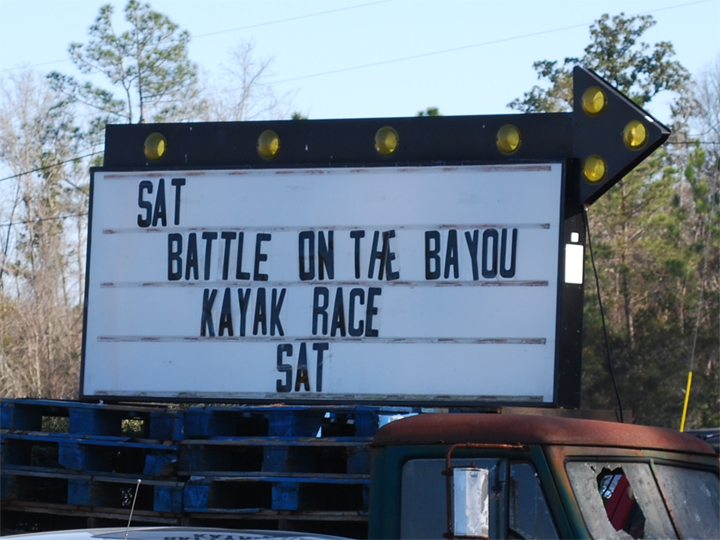 SAT
BATTLE ON THE BAYOU
KAYAK RACE
SAT